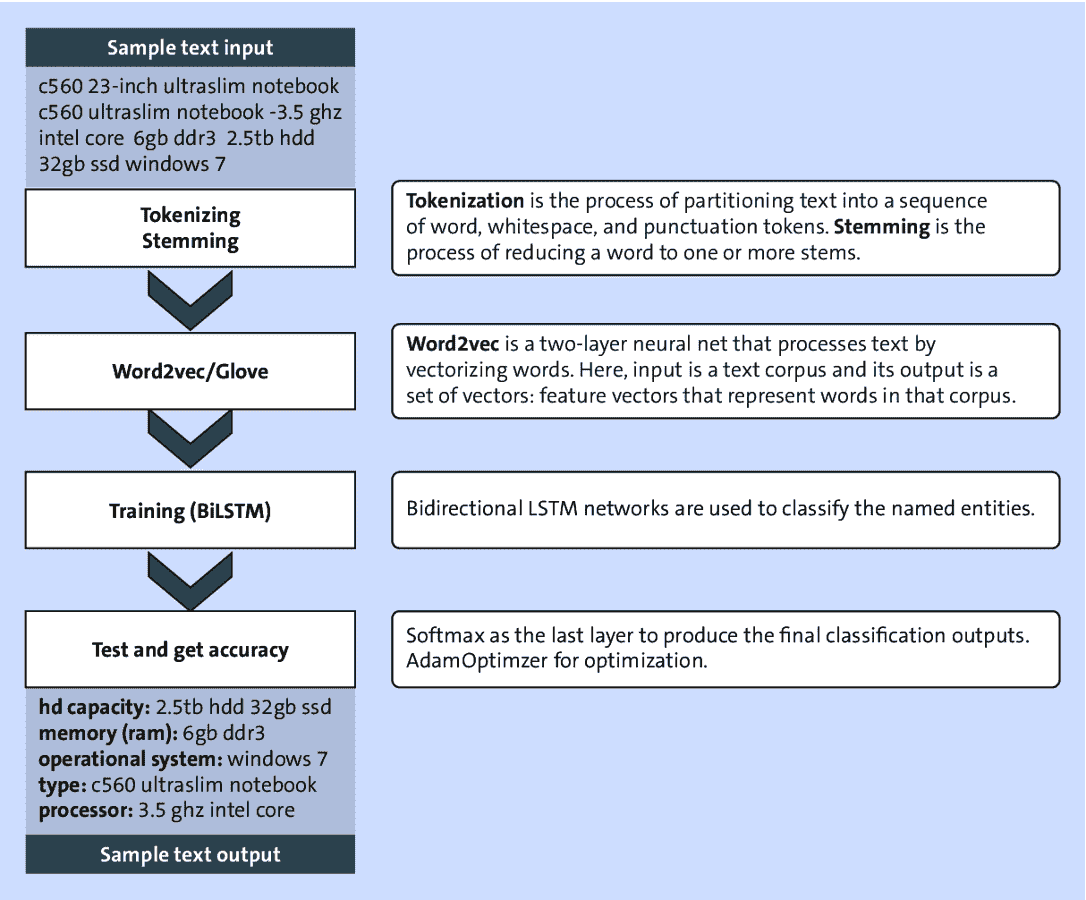 Sample text input
c560 23-inch ultraslim notebook
c560 ultraslim notebook -3.5 ghz
intel core 6gb ddr3 2.5tb hdd
32gb ssd windows 7
Tokenizing
Stemming
Tokenization is the process of partitioning text into a sequence
of word, whitespace, and punctuation tokens. Stemming is the
process of reducing a word to one or more stems.
Word2vec/Glove
Word2vec is a two-layer neural net that processes text by
vectorizing words. Here, input is a text corpus and its output is a
set of vectors: feature vectors that represent words in that corpus.
Training (BiLSTM)
Bidirectional LSTM networks are used to classify the named entities.
Test and get accuracy
Softmax as the last layer to produce the final classification outputs.
AdamOptimzer for optimization.
hd capacity: 2.5tb hdd 32gb ssd
memory (ram): 6gb ddr3
operational system: windows 7
type: c560 ultraslim notebook
processor: 3.5 ghz intel core
Sample text output